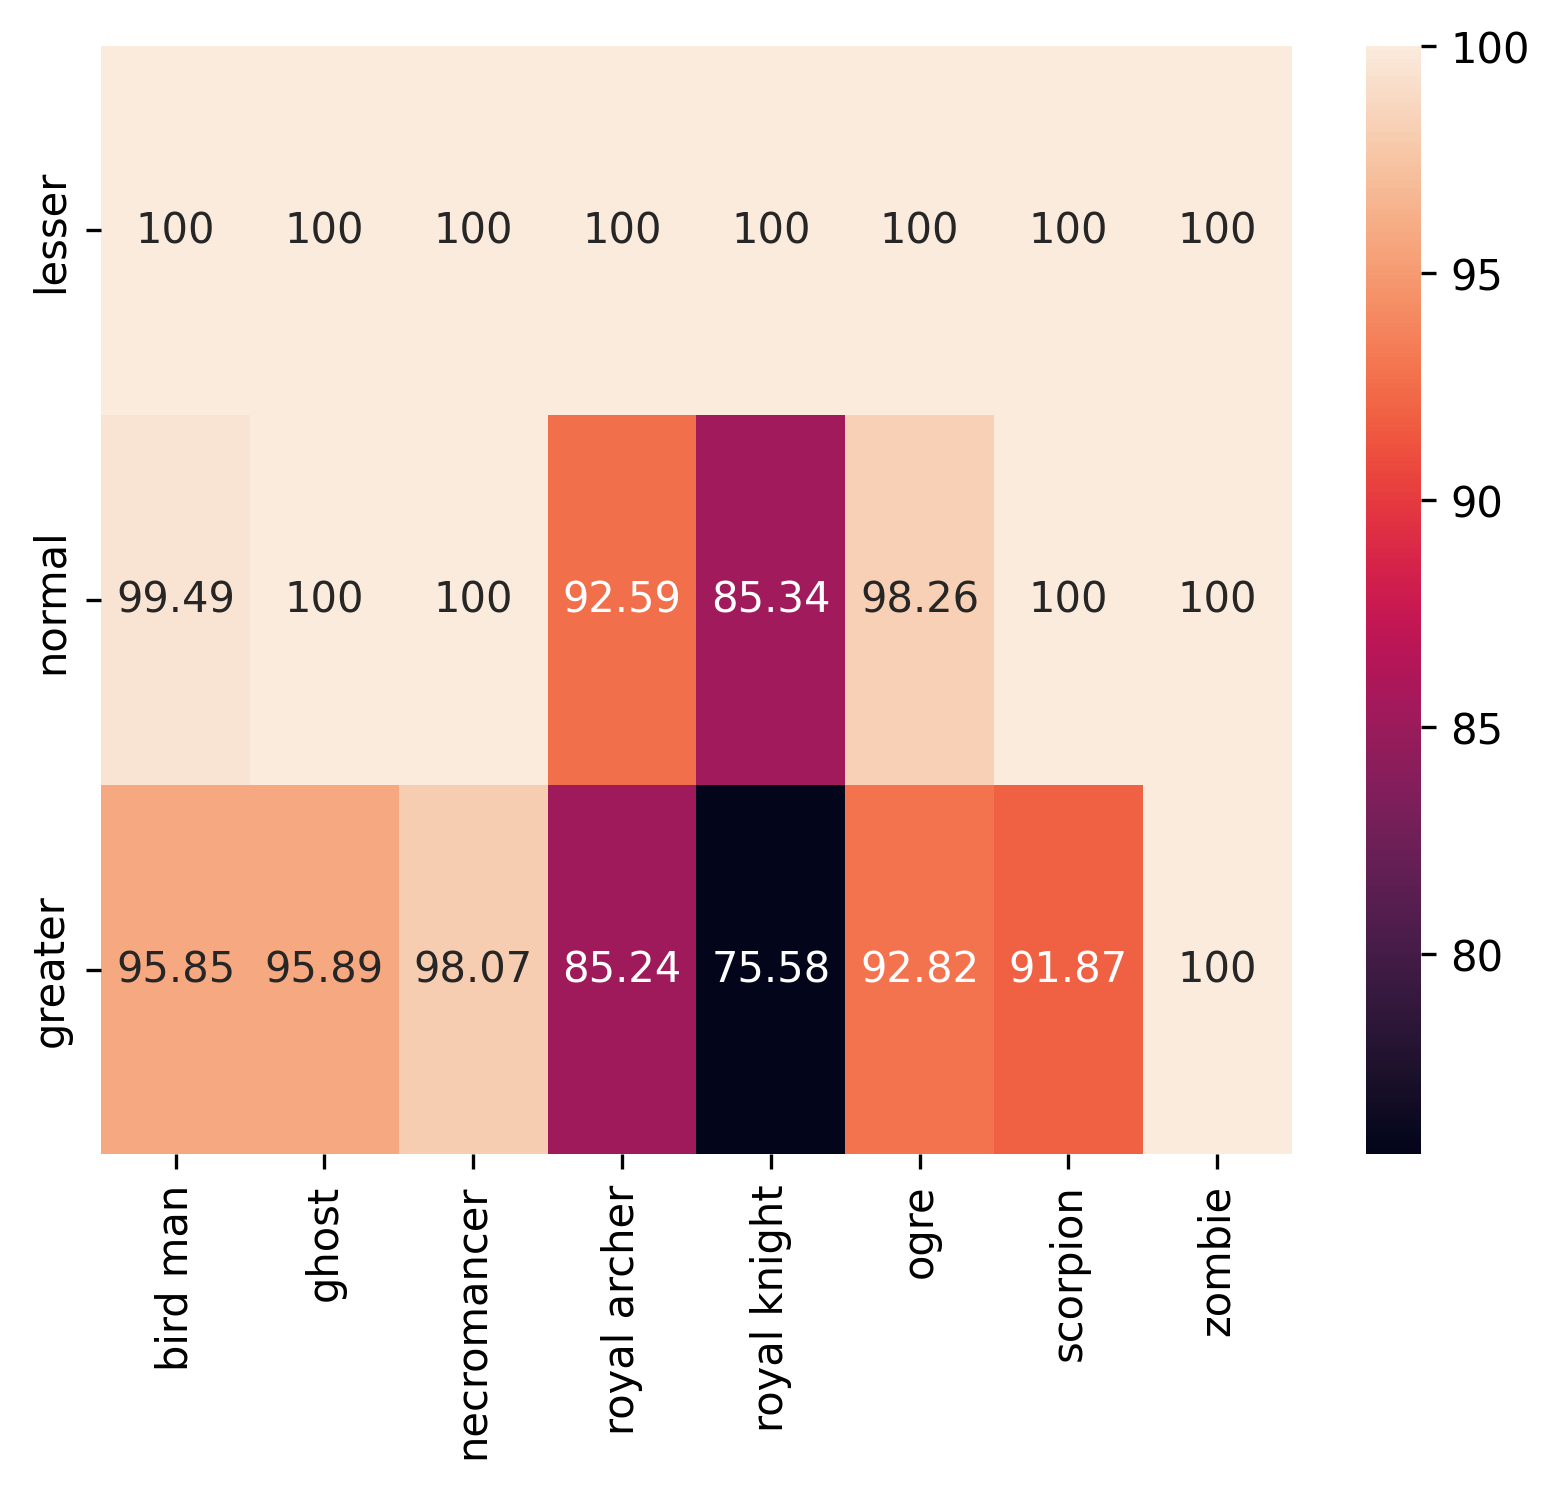 lesser 100 100 100 100 100 100 100 100
normal 99.49 100 100 92.59 85.34 98.26 100 100
greater 95.85 95.89 98.07 85.24 75.58 92.82 91.87 100
bird man
ghost
necromancer
royal archer
royal knight
ogre
scorpion
zombie
100
95
90
85
80